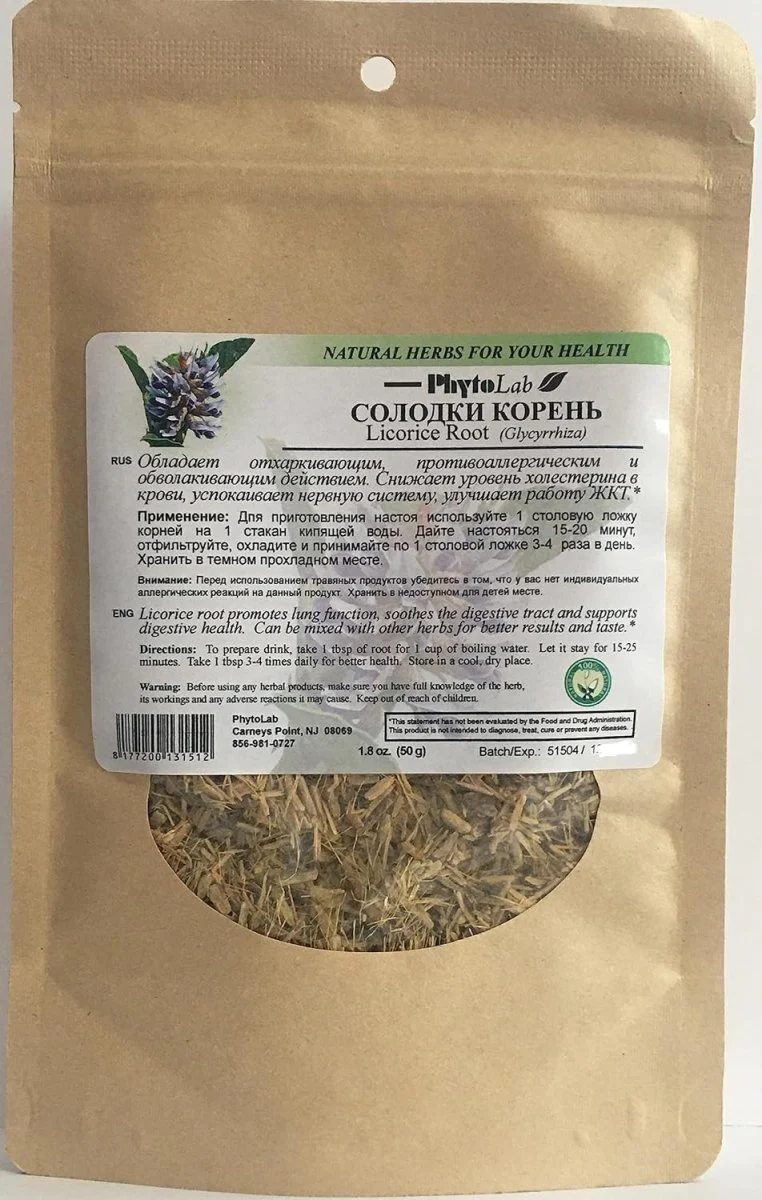 NATURAL HERBS FOR YOUR HEALTH
PhytoLab
СОЛОДКИ КОРЕНЬ
Licorice Root (Glycyrrhiza)
RUS Обладает отхаркивающим, противоаллергическим и
обволакивающим действием. Снижает уровень холестерина в
крови, успокаивает нервную систему, улучшает работу ЖКТ.*
Применение: Для приготовления настоя используйте 1 столовую ложку
корней на 1 стакан кипящей воды. Дайте настояться 15-20 минут,
отфильтруйте, охладите и принимайте по 1 столовой ложке 3-4 раза в день.
Хранить в темном прохладном месте.
Внимание: Перед использованием травяных продуктов убедитесь в том, что у вас нет индивидуальных
аллергических реакций на данный продукт. Хранить в недоступном для детей месте.
ENG Licorice root promotes lung function, soothes the digestive tract and supports
digestive health. Can be mixed with other herbs for better results and taste.*
Directions: To prepare drink, take 1 tbsp of root for 1 cup of boiling water. Let it stay for 15-25
minutes. Take 1 tbsp 3-4 times daily for better health. Store in a cool, dry place.
100%
Warning: Before using any herbal products, make sure you have full knowledge of the herb,
its workings and any adverse reactions it may cause. Keep out of reach of children.
8 177200 131512
PhytoLab
Carneys Point, NJ 08069
856-981-0727
*This statement has not been evaluated by the Food and Drug Administration.
This product is not intended to diagnose, treat, cure or prevent any diseases.
1.8 oz. (50 g)
Batch/Exp.: 51504 / 1